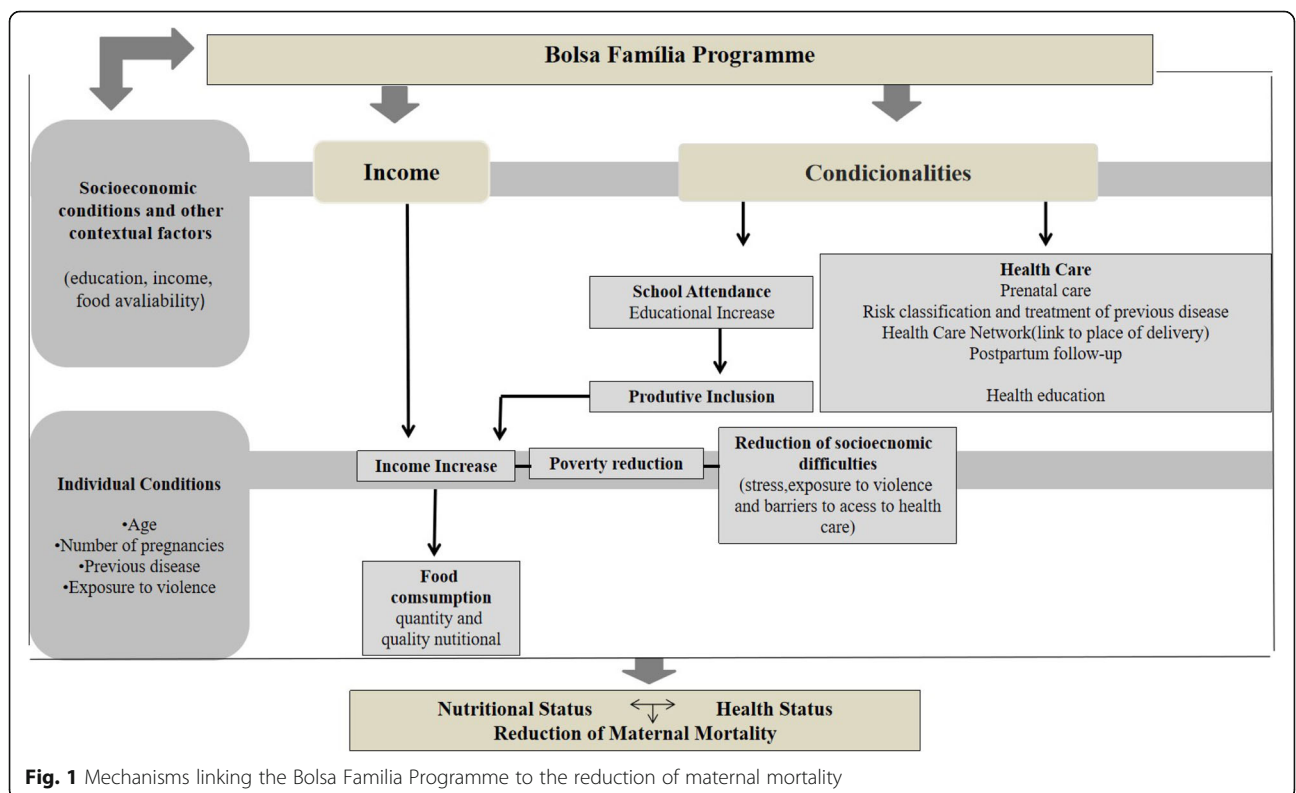 Bolsa Família Programme
Socioeconomic
conditions and other
contextual factors
(education, income,
food avaliability)
Income
Condicionalities
School Attendance
Educational Increase
Health Care
Prenatal care
Risk classification and treatment of previous disease
Health Care Network(link to place of delivery)
Postpartum follow-up
Health education
Produtive Inclusion
Individual Conditions
•Age
•Number of pregnancies
•Previous disease
•Exposure to violence
Income Increase
Poverty reduction
Reduction of socioecnomic
difficulties
(stress,exposure to violence
and barriers to acess to health
care)
Food
comsumption
quantity and
quality nutitional
Nutritional Status Health Status
Reduction of Maternal Mortality
Fig. 1 Mechanisms linking the Bolsa Familia Programme to the reduction of maternal mortality